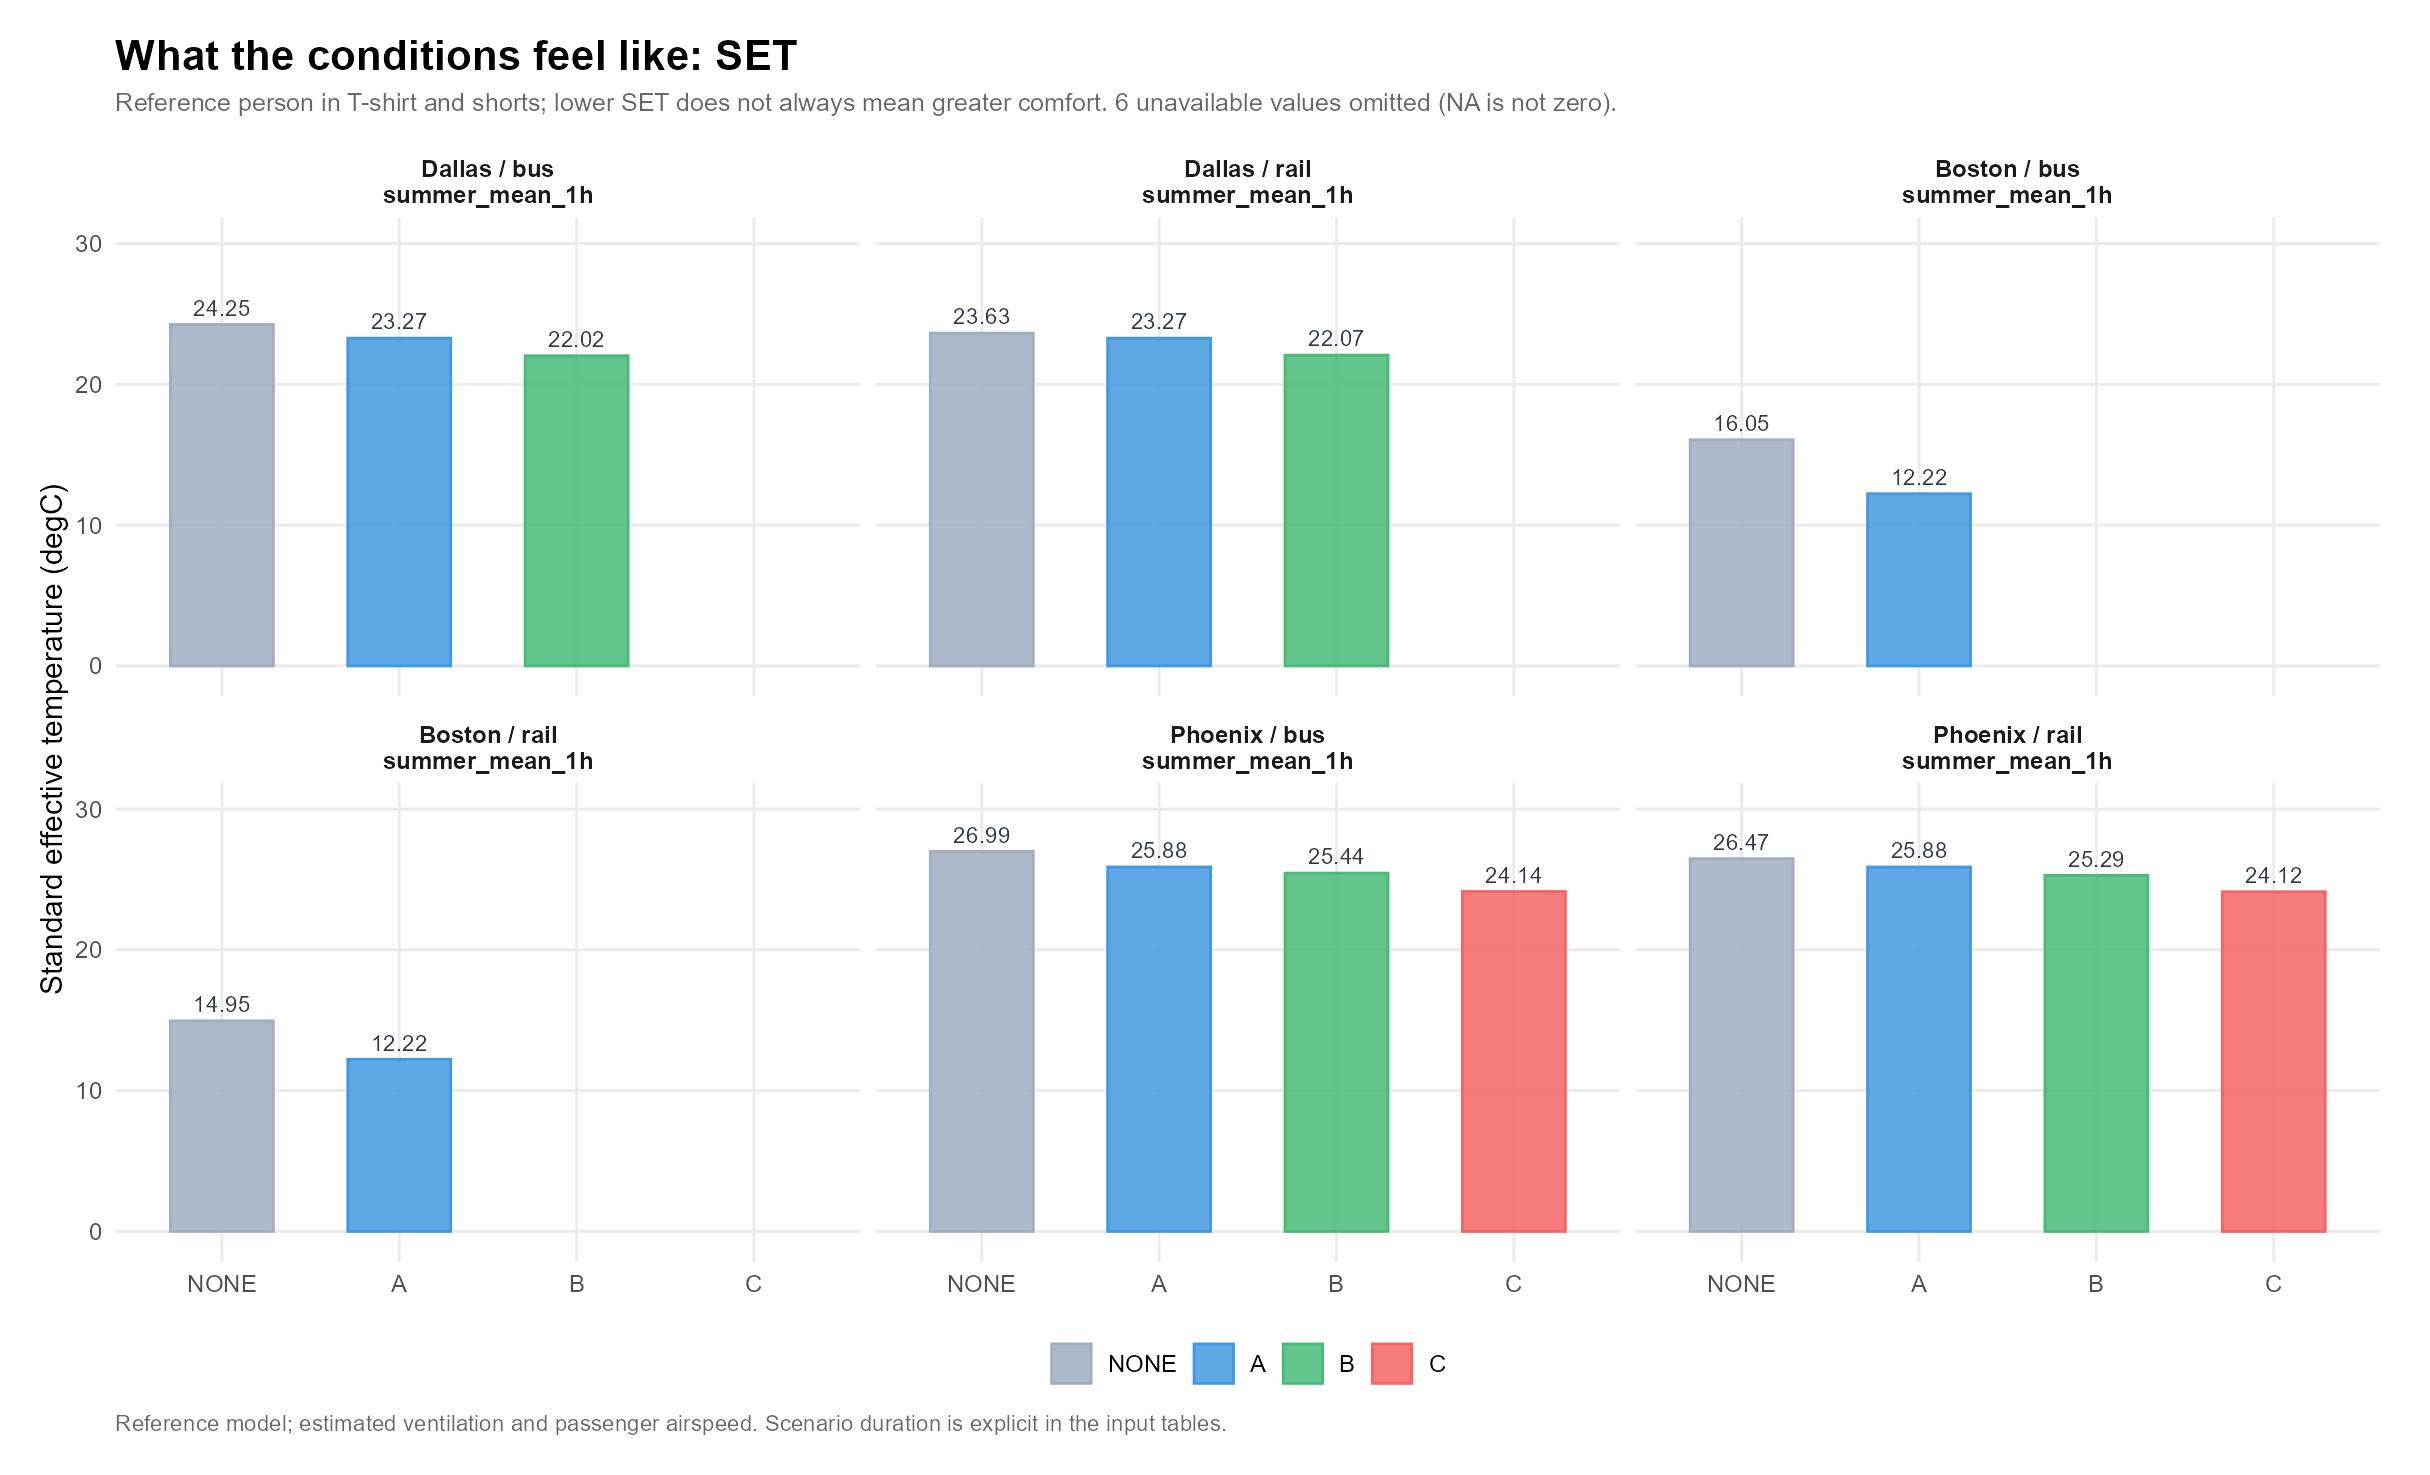 What the conditions feel like: SET
Reference person in T-shirt and shorts; lower SET does not always mean greater comfort. 6 unavailable values omitted (NA is not zero).
Standard effective temperature (degC)
Dallas / bus
summer_mean_1h
30
20
10
0
24.25
23.27
22.02
Dallas / rail
summer_mean_1h
23.63
23.27
22.07
Boston / bus
summer_mean_1h
16.05
12.22
Boston / rail
summer_mean_1h
30
20
10
0
14.95
12.22
NONE
A
B
C
Phoenix / bus
summer_mean_1h
26.99
25.88
25.44
24.14
NONE
A
B
C
Phoenix / rail
summer_mean_1h
26.47
25.88
25.29
24.12
NONE
A
B
C
NONE
A
B
C
Reference model; estimated ventilation and passenger airspeed. Scenario duration is explicit in the input tables.